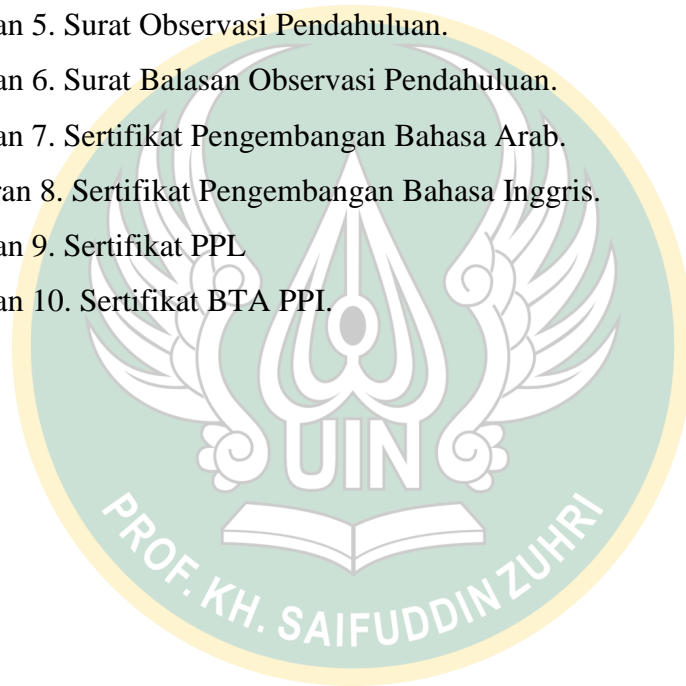 an 5. Surat Observasi Pendahuluan.
an 6. Surat Balasan Observasi Pendahuluan.
an 7. Sertifikat Pengembangan Bahasa Arab.
ran 8. Sertifikat Pengembangan Bahasa Inggris.
an 9. Sertifikat PPL
an 10. Sertifikat BTA PPI.
UIN
PROF. KH. SAIFUDDIN ZUHRI